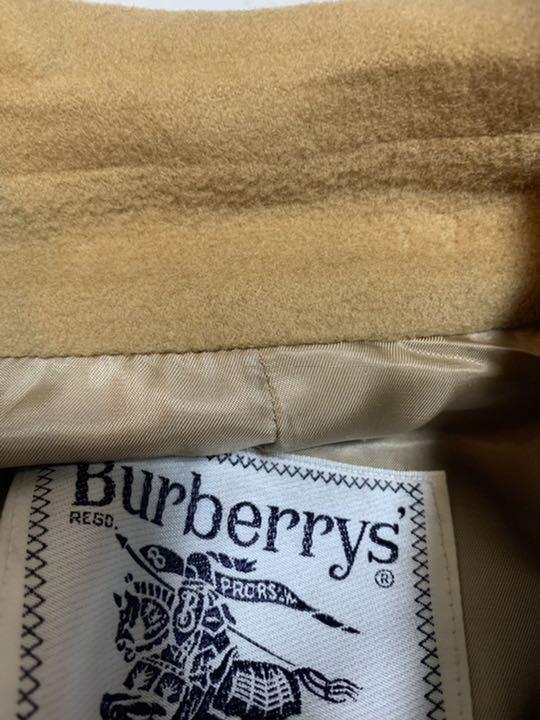 Burberrys'
REGD.
®
PRORSUM
B